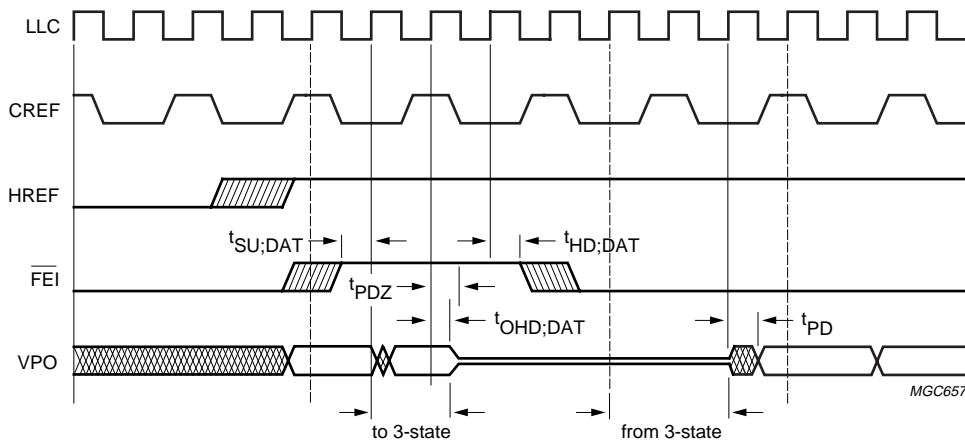 LLC
CREF
HREF
tSU;DAT
tHD;DAT
FEI
tPDZ
tOHD;DAT
tPD
VPO
MGC657
to 3-state
from 3-state